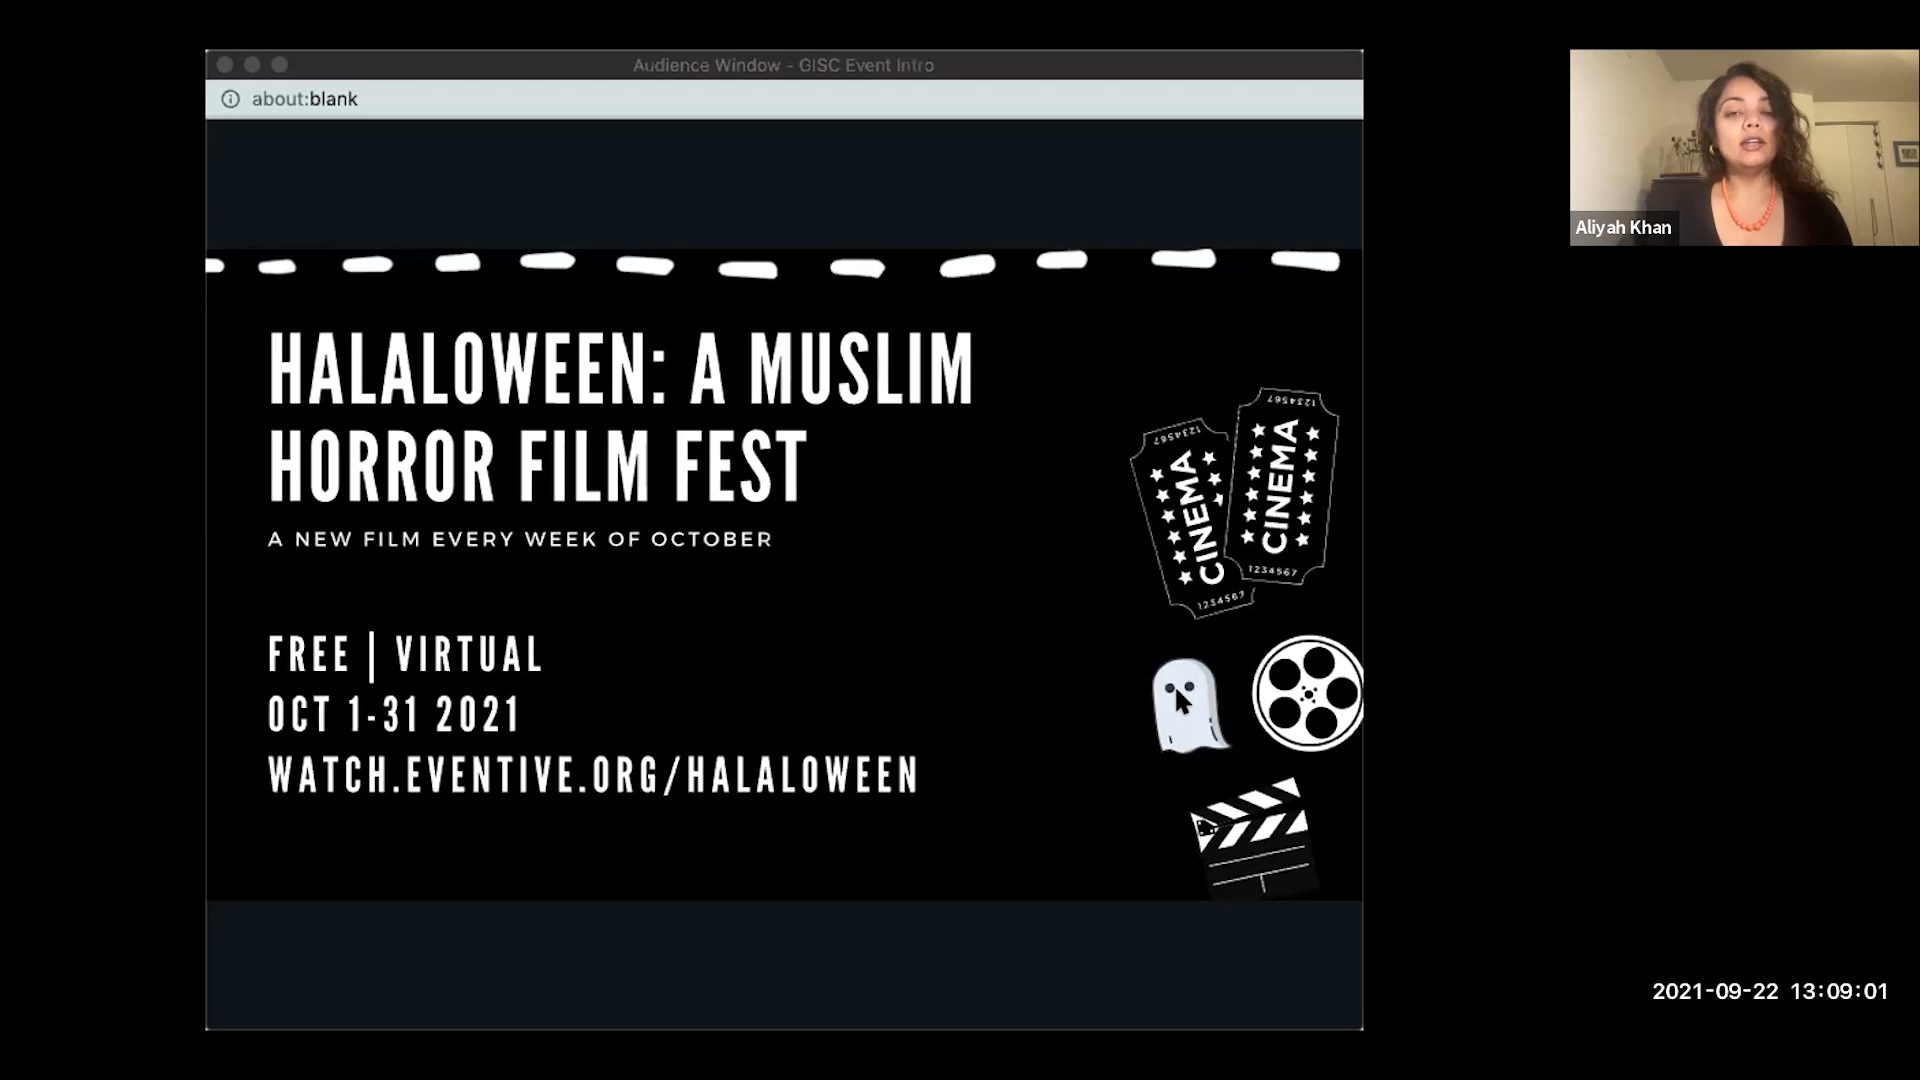 Audience Window - GISC Event Intro
about:blank
HALALOWEEN: A MUSLIM
HORROR FILM FEST
A NEW FILM EVERY WEEK OF OCTOBER
FREE | VIRTUAL
OCT 1-31 2021
WATCH.EVENTIVE.ORG/HALALOWEEN
1234567
CINEMA
1234567
1234567
CINEMA
1234567
Aliyah Khan
2021-09-22 13:09:01